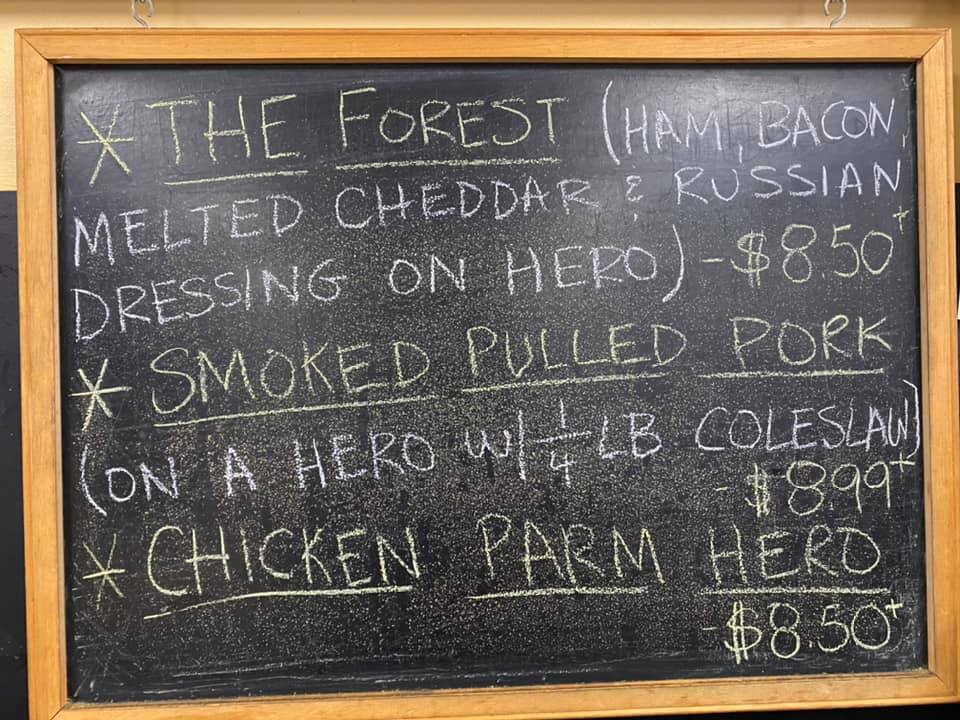 * THE FOREST (HAM, BACON,
MELTED CHEDDAR & RUSSIAN
DRESSING ON HERO) - $8.50+
* SMOKED PULLED PORK
(ON A HERO W/ 1/4 LB COLESLAW)
- $8.99+
* CHICKEN PARM HERO
- $8.50+